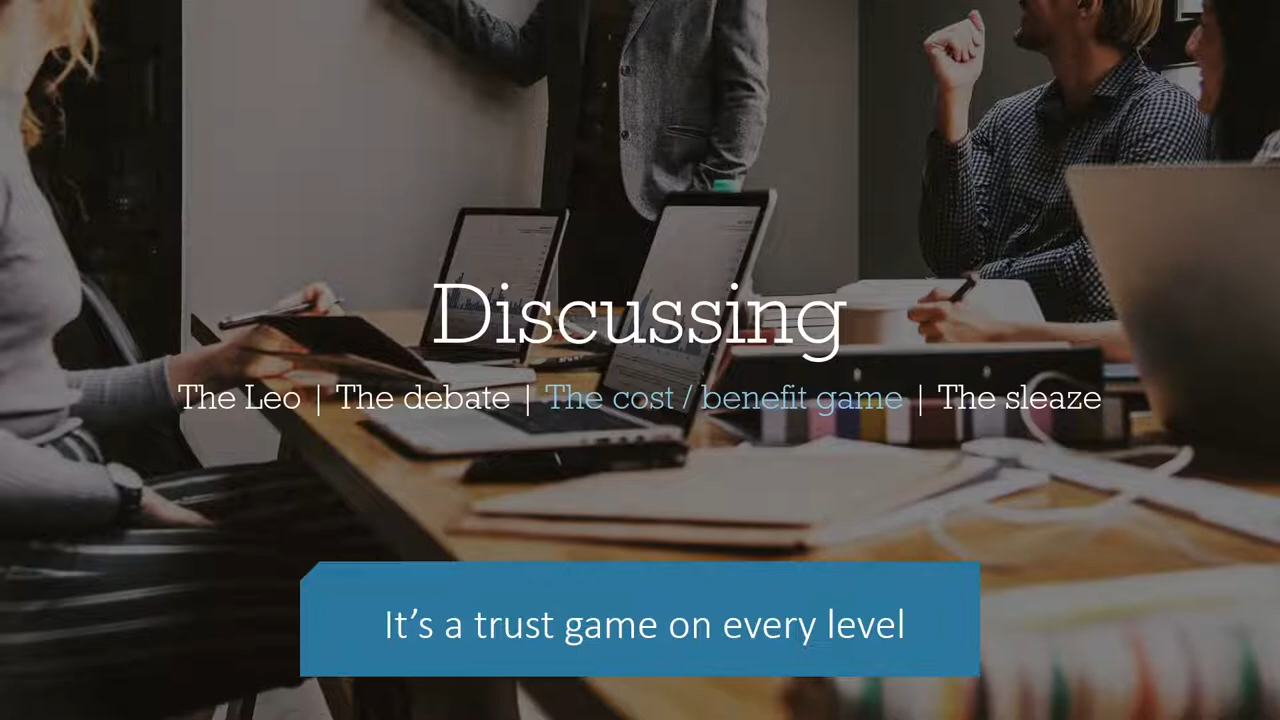 Discussing
The Leo | The debate | The cost / benefit game | The sleaze
It’s a trust game on every level